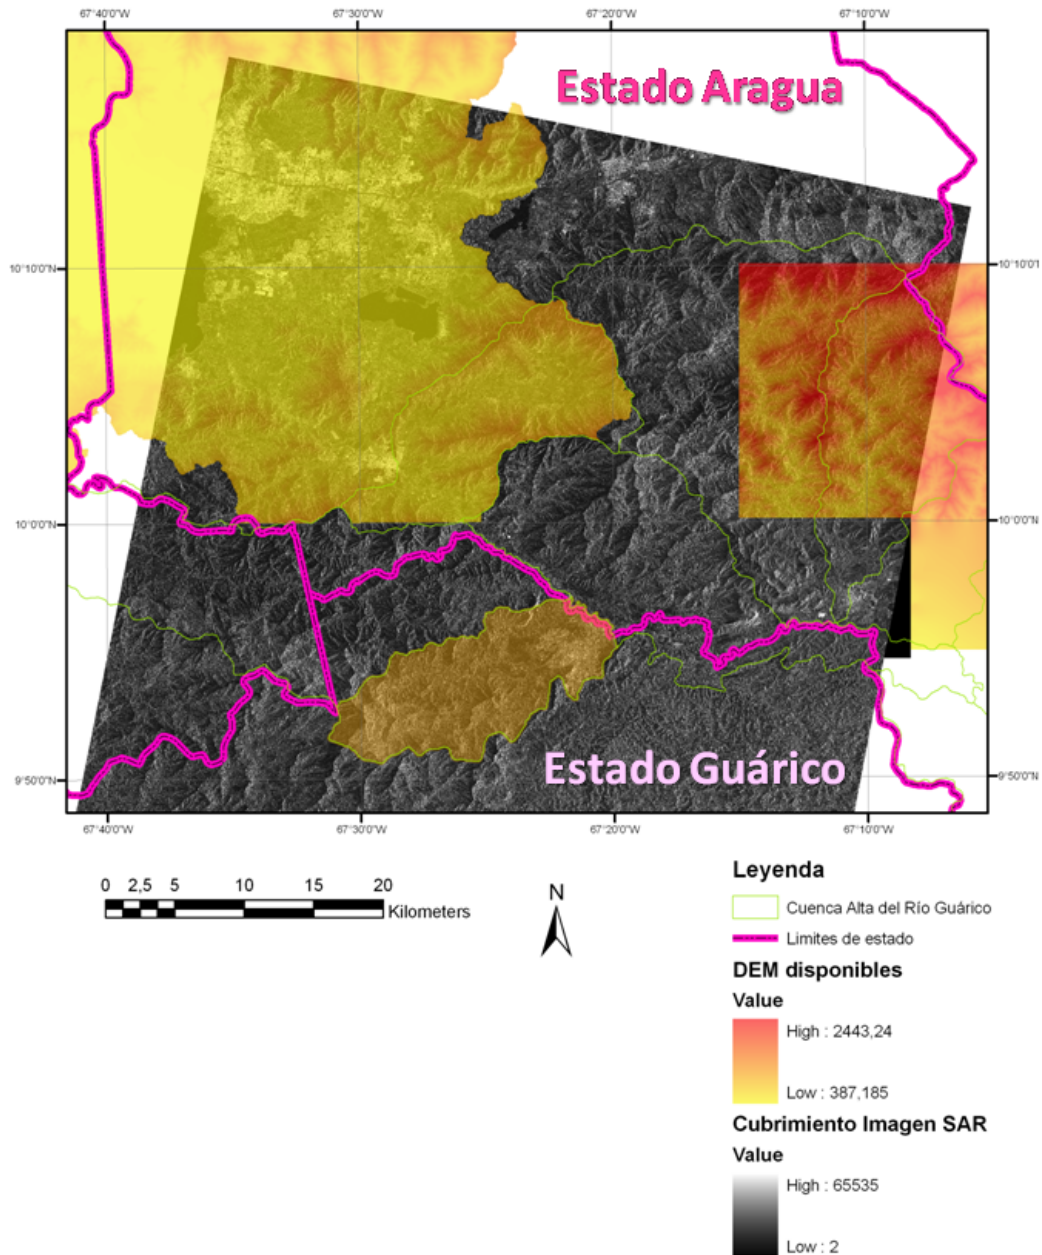 67°40'0"W 67°30'0"W 67°20'0"W 67°10'0"W
Estado Aragua
10°10'0"N 10°10'0"N
10°0'0"N 10°0'0"N
Estado Guárico
9°50'0"N 9°50'0"N
67°40'0"W 67°30'0"W 67°20'0"W 67°10'0"W
0 2,5 5 10 15 20
Kilometers
N
Leyenda
Cuenca Alta del Río Guárico
Limites de estado
DEM disponibles
Value
High : 2443,24
Low : 387,185
Cubrimiento Imagen SAR
Value
High : 65535
Low : 2